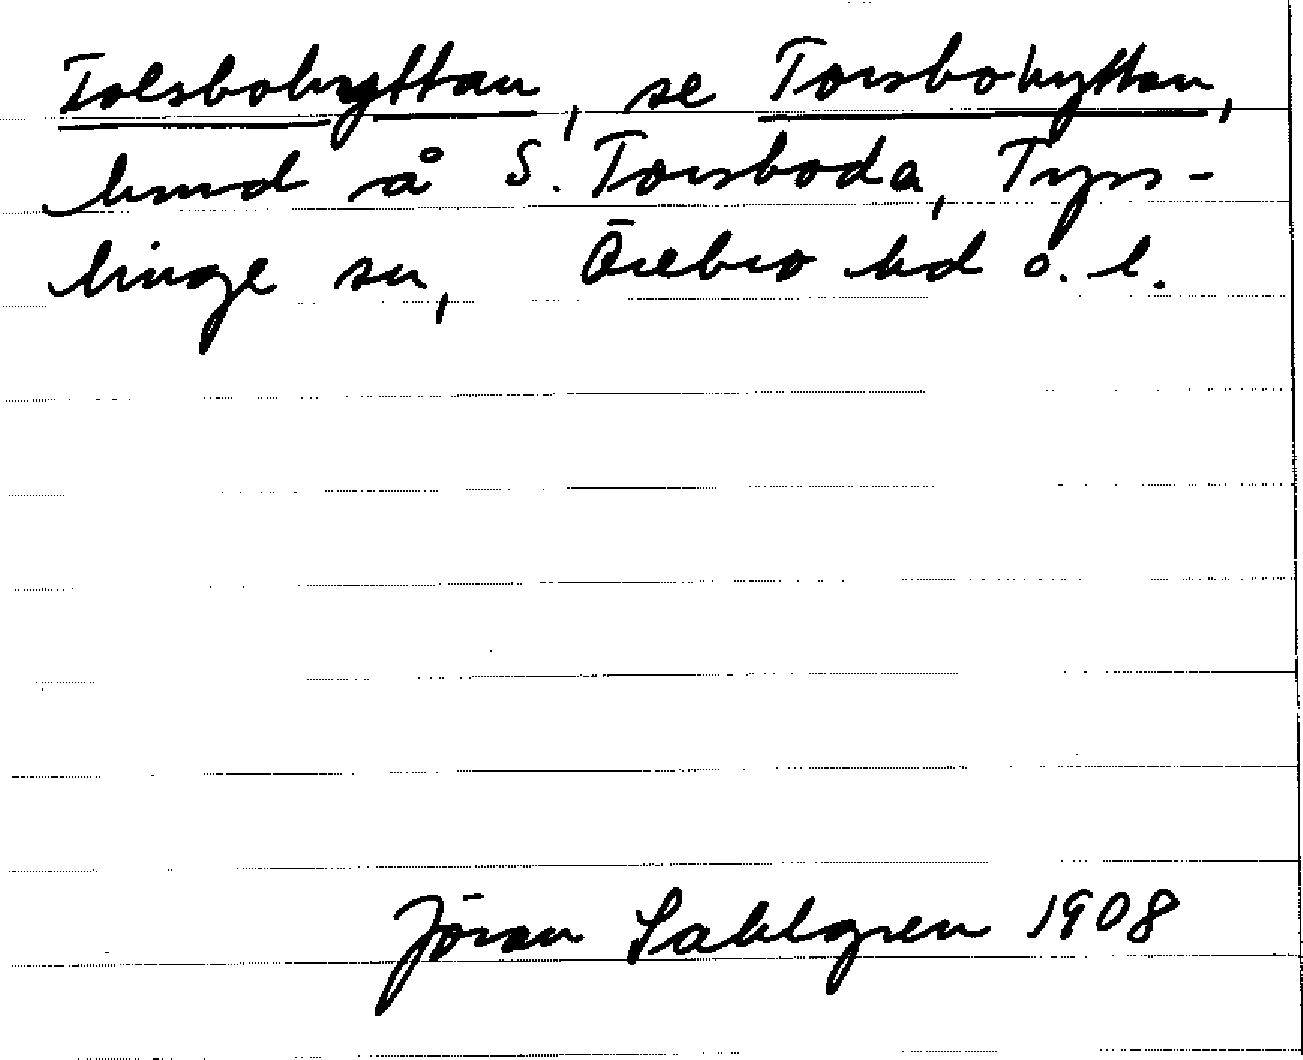 Tolsbohyttan, se Torsbohyttan,
hmd å S. Torsboda, Tyss-
linge sn, Örebro hd o. l.
Jöran Sahlgren 1908